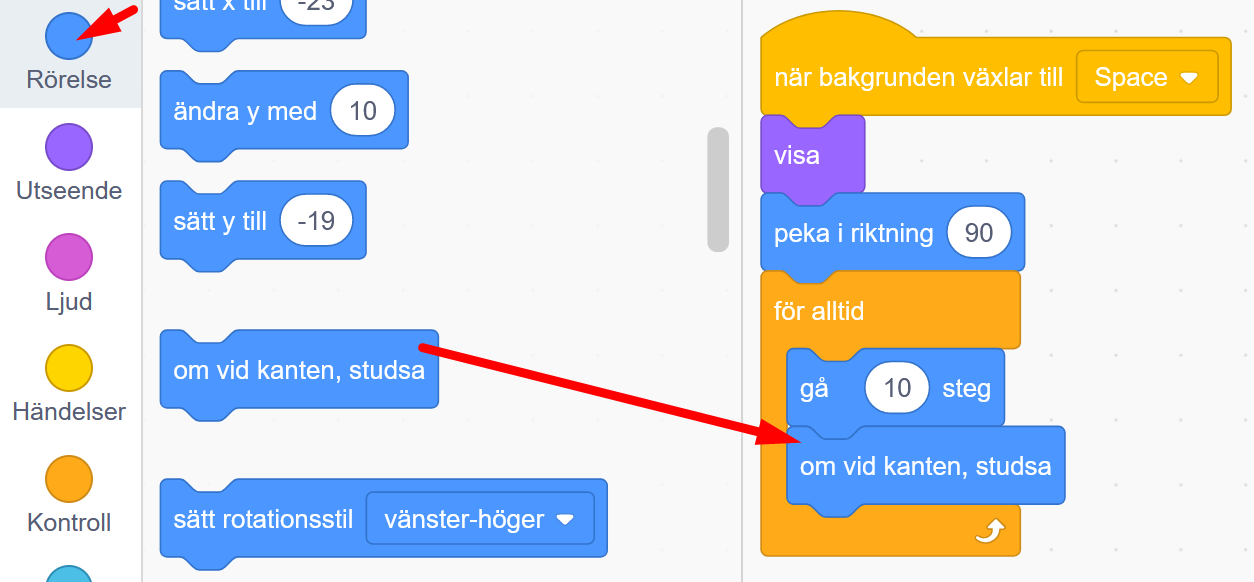 Rörelse
Utseende
Ljud
Händelser
Kontroll
sätt x till -23
ändra y med 10
sätt y till -19
om vid kanten, studsa
sätt rotationsstil vänster-höger
när bakgrunden växlar till Space
visa
peka i riktning 90
för alltid
gå 10 steg
om vid kanten, studsa